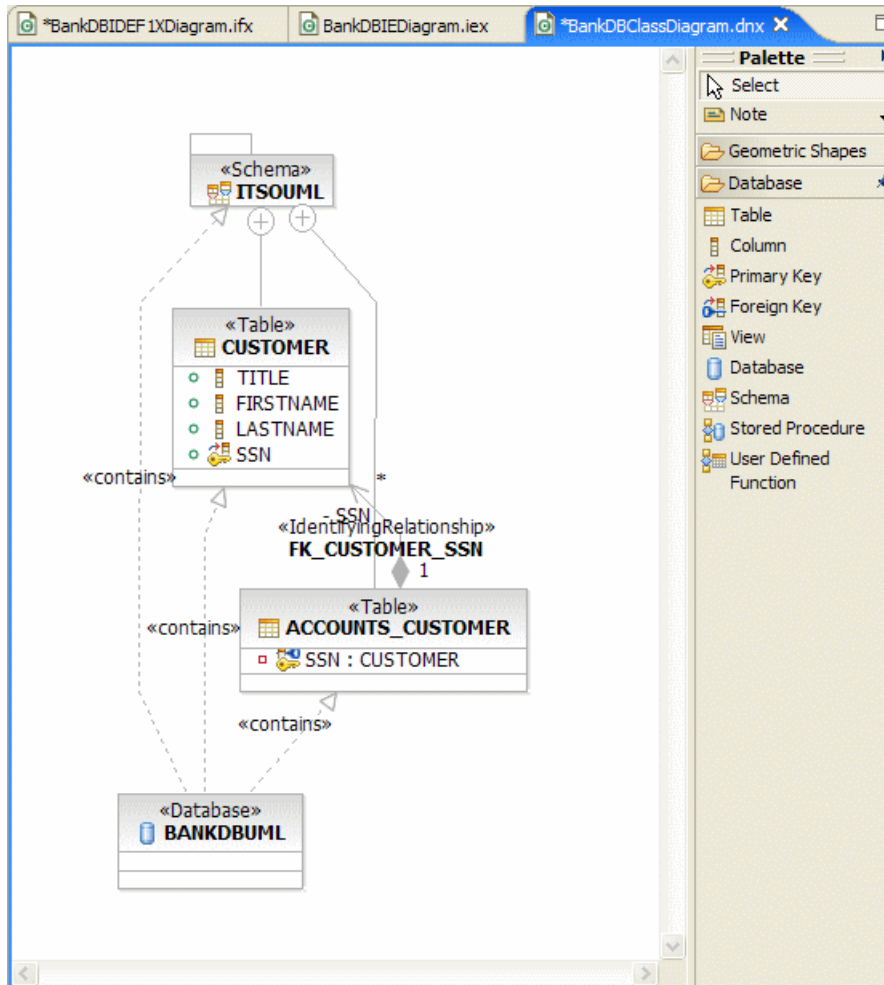 *BankDBIDEF1XDiagram.ifx
BankDBIEDiagram.iex
*BankDBClassDiagram.dnx
«Schema»
ITSOUML
«Table»
CUSTOMER
TITLE
FIRSTNAME
LASTNAME
SSN
«contains»
*
- SSN
«IdentifyingRelationship»
FK_CUSTOMER_SSN
1
«Table»
ACCOUNTS_CUSTOMER
SSN : CUSTOMER
«contains»
«contains»
«Database»
BANKDBUML
Palette
Select
Note
Geometric Shapes
Database
Table
Column
Primary Key
Foreign Key
View
Database
Schema
Stored Procedure
User Defined
Function